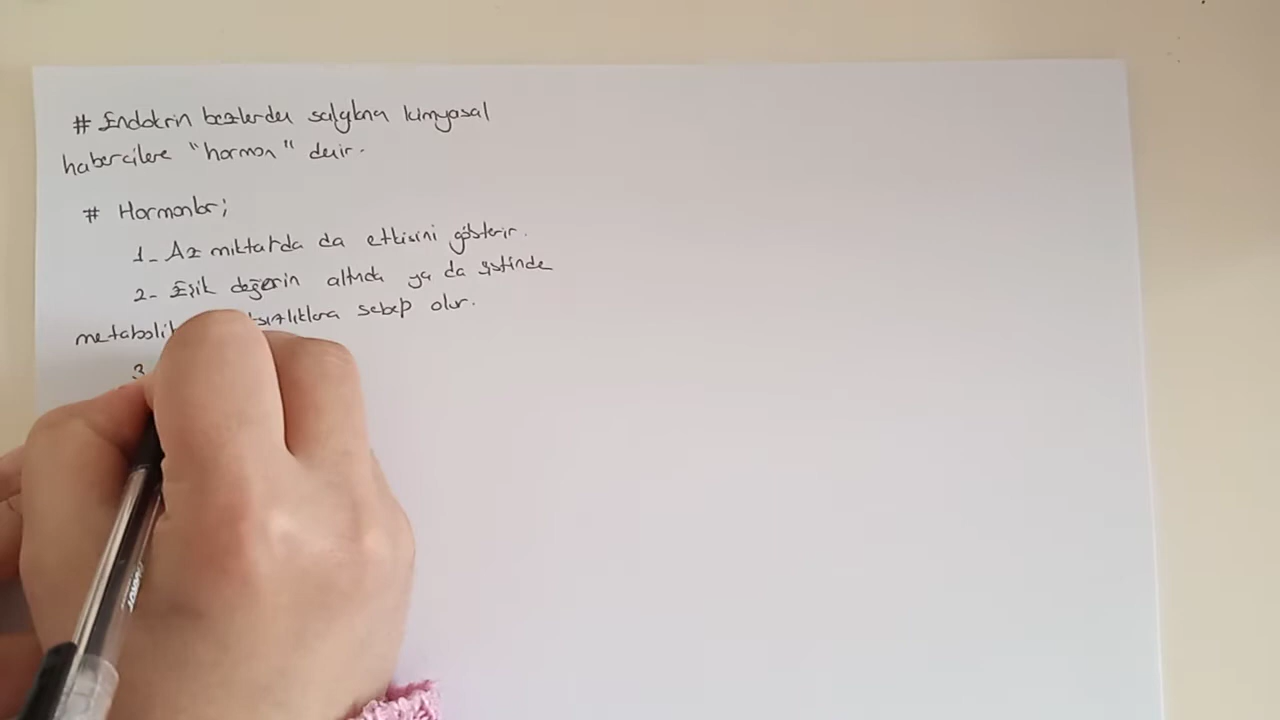 # Endokrin bezlerden salgılanan kimyasal
habercilere "hormon" denir.
# Hormonlar;
1- Az miktarda da etkisini gösterir.
2- Eşik değerin altında ya da üstünde
metabolik sebep olur.
3